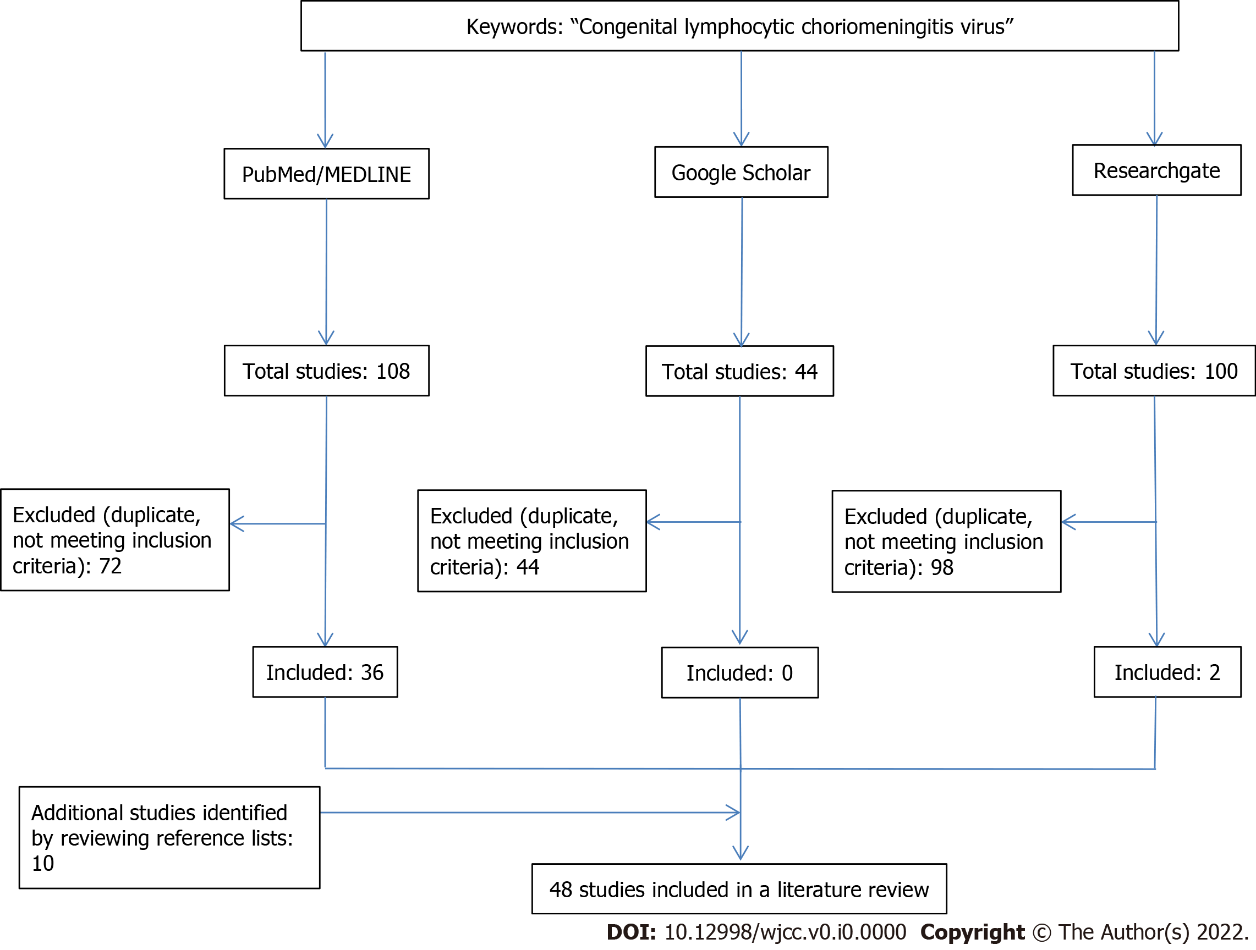 Keywords: “Congenital lymphocytic choriomeningitis virus”
PubMed/MEDLINE
Google Scholar
Researchgate
Total studies: 108
Total studies: 44
Total studies: 100
Excluded (duplicate,
not meeting inclusion
criteria): 72
Excluded (duplicate,
not meeting inclusion
criteria): 44
Excluded (duplicate,
not meeting inclusion
criteria): 98
Included: 36
Included: 0
Included: 2
Additional studies identified
by reviewing reference lists:
10
48 studies included in a literature review
DOI: 10.12998/wjcc.v0.i0.0000 Copyright © The Author(s) 2022.